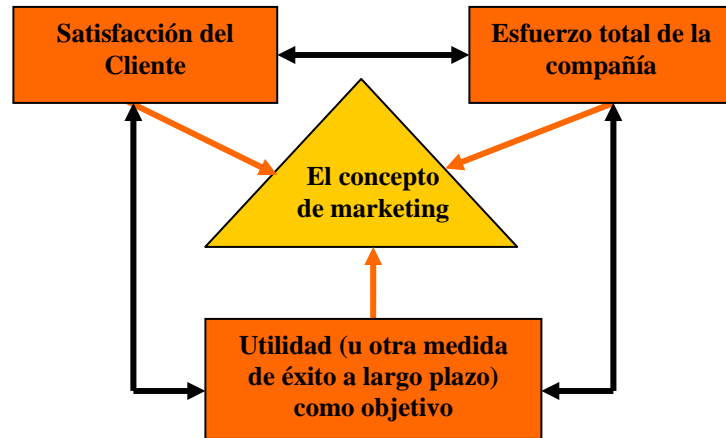 Satisfacción del
Cliente
Esfuerzo total de la
compañía
El concepto
de marketing
Utilidad (u otra medida
de éxito a largo plazo)
como objetivo